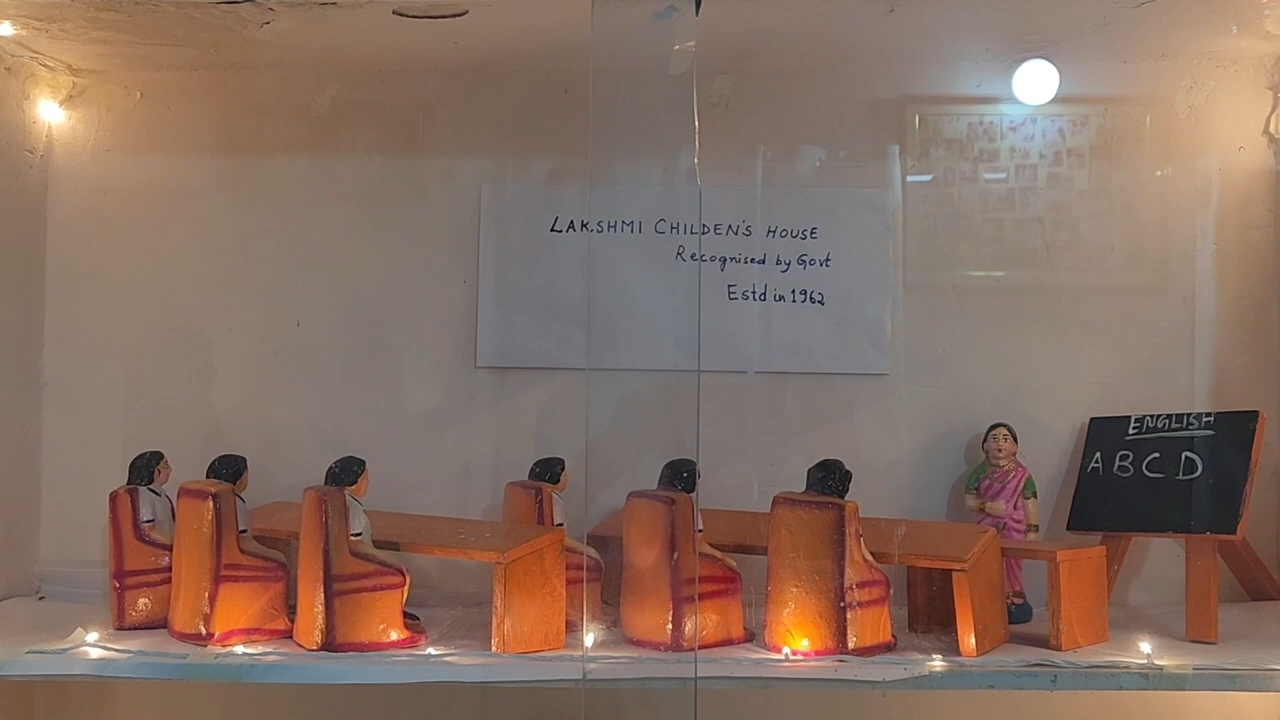 LAKSHMI CHILDEN'S HOUSE
Recognised by Govt
Estd in 1962
ENGLISH
ABCD